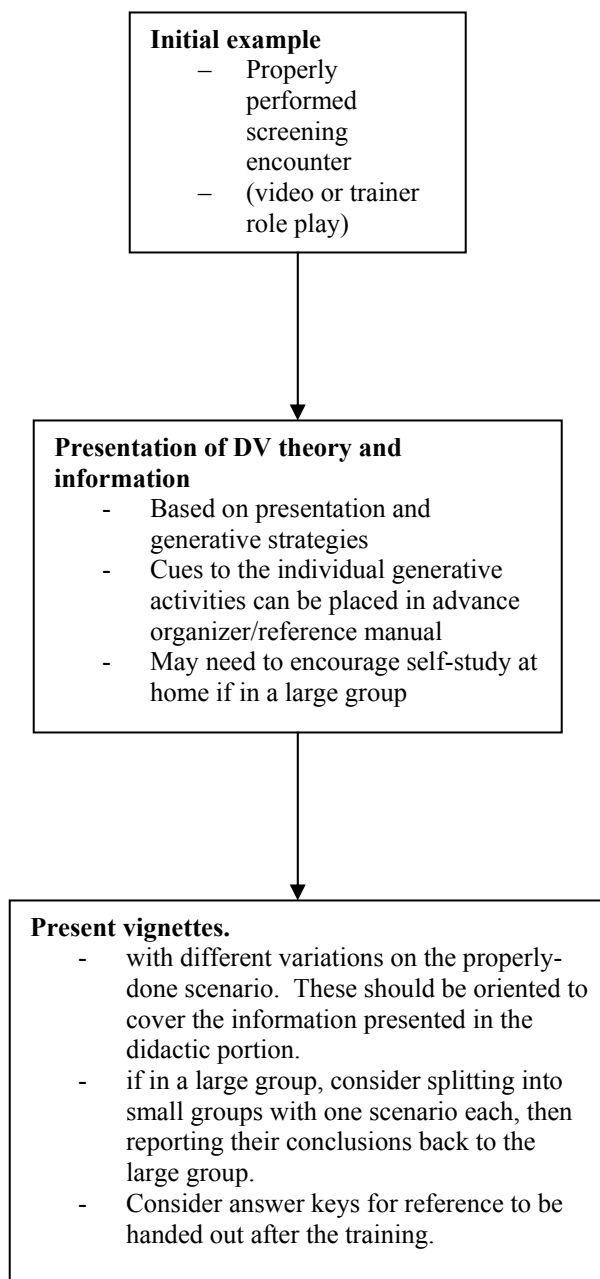 Initial example
– Properly
performed
screening
encounter
– (video or trainer
role play)
Presentation of DV theory and
information
- Based on presentation and
generative strategies
- Cues to the individual generative
activities can be placed in advance
organizer/reference manual
- May need to encourage self-study at
home if in a large group
Present vignettes.
- with different variations on the properly-
done scenario. These should be oriented to
cover the information presented in the
didactic portion.
- if in a large group, consider splitting into
small groups with one scenario each, then
reporting their conclusions back to the
large group.
- Consider answer keys for reference to be
handed out after the training.